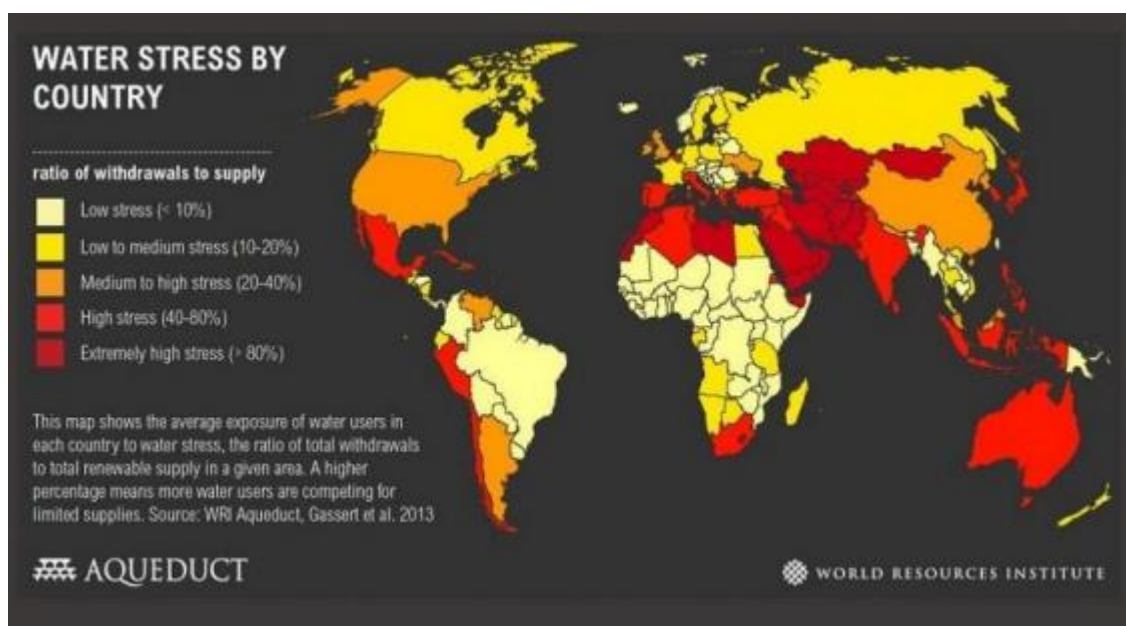 WATER STRESS BY
COUNTRY
ratio of withdrawals to supply
Low stress (< 10%)
Low to medium stress (10-20%)
Medium to high stress (20-40%)
High stress (40-80%)
Extremely high stress (> 80%)
This map shows the average exposure of water users in
each country to water stress, the ratio of total withdrawals
to total renewable supply in a given area. A higher
percentage means more water users are competing for
limited supplies. Source: WRI Aqueduct, Gassert et al. 2013
AQUEDUCT
WORLD RESOURCES INSTITUTE